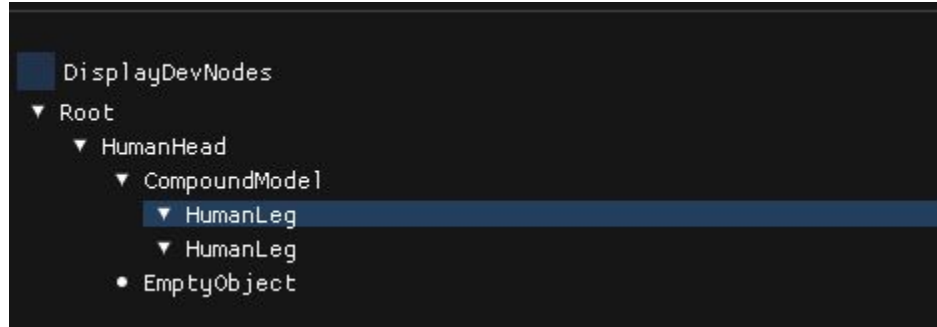 DisplayDevNodes
Root
HumanHead
CompoundModel
HumanLeg
HumanLeg
EmptyObject